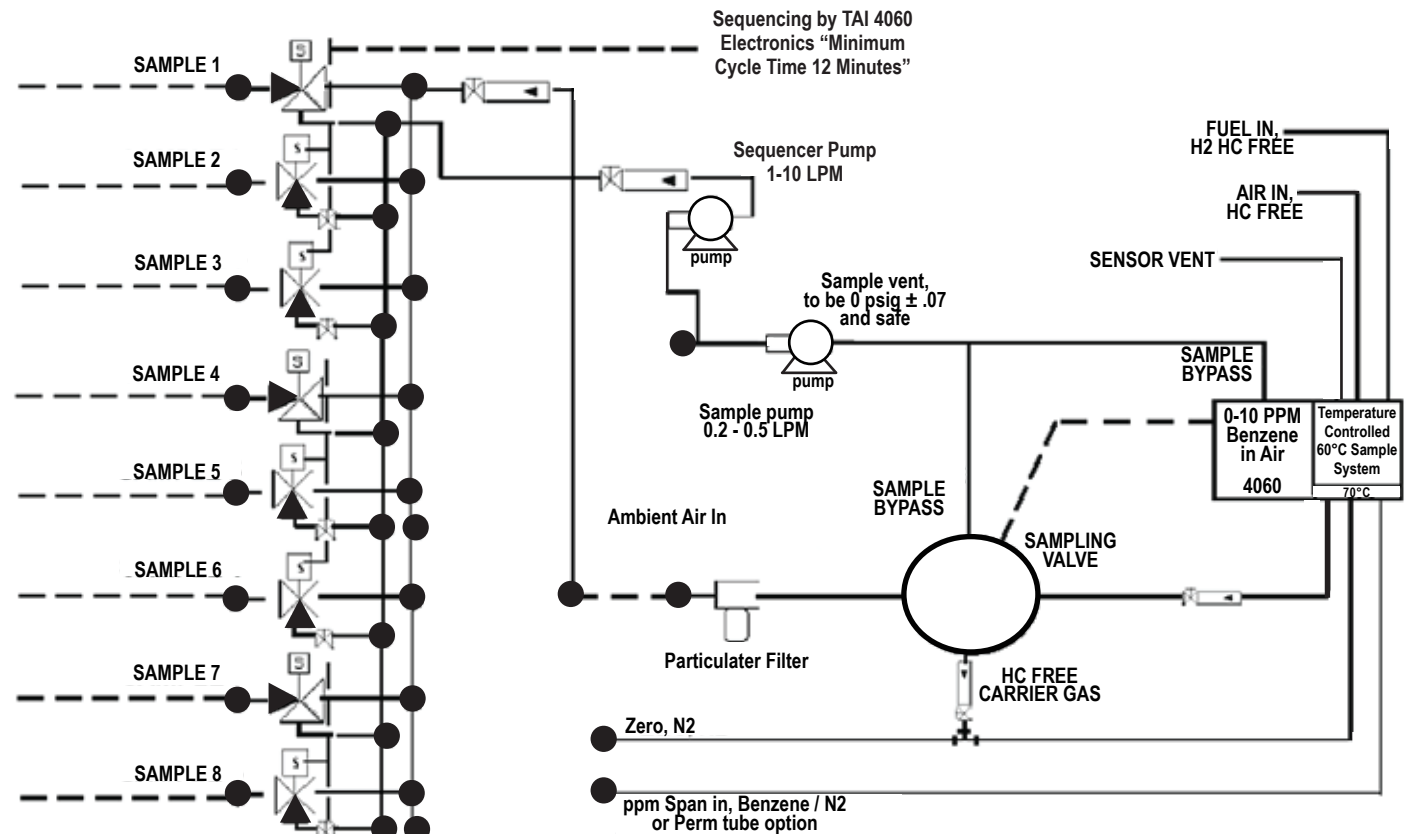 Sequencing by TAI 4060
Electronics “Minimum
Cycle Time 12 Minutes”
S
SAMPLE 1
FUEL IN,
H2 HC FREE
S
SAMPLE 2
Sequencer Pump
1-10 LPM
AIR IN,
HC FREE
S
SAMPLE 3
pump
SENSOR VENT
Sample vent,
to be 0 psig ± .07
and safe
S
SAMPLE 4
pump
SAMPLE
BYPASS
Sample pump
0.2 - 0.5 LPM
0-10 PPM
Benzene
in Air
4060
Temperature
Controlled
60°C Sample
System
70°C
S
SAMPLE 5
SAMPLE
BYPASS
Ambient Air In
SAMPLING
VALVE
S
SAMPLE 6
Particulater Filter
S
SAMPLE 7
HC FREE
CARRIER GAS
Zero, N2
S
SAMPLE 8
ppm Span in, Benzene / N2
or Perm tube option